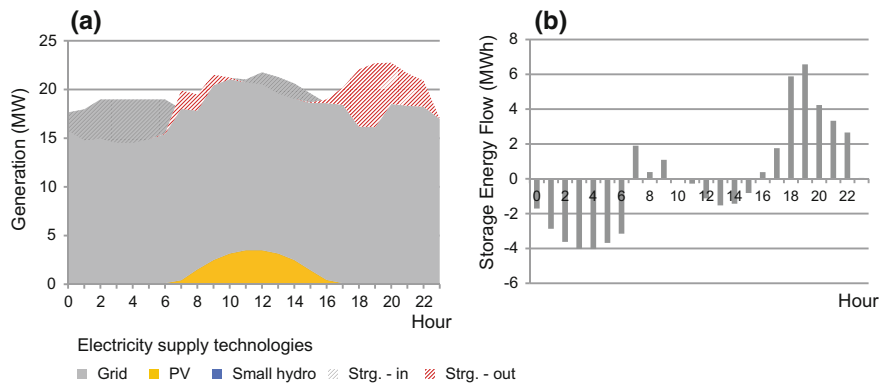 (a)
Generation (MW)
25
20
15
10
5
0
0 2 4 6 8 10 12 14 16 18 20 22
Hour
(b)
Storage Energy Flow (MWh)
8
6
4
2
0
-2
-4
-6
0 2 4 6 8 10 12 14 16 18 20 22
Hour
Electricity supply technologies
Grid PV Small hydro Strg. - in Strg. - out